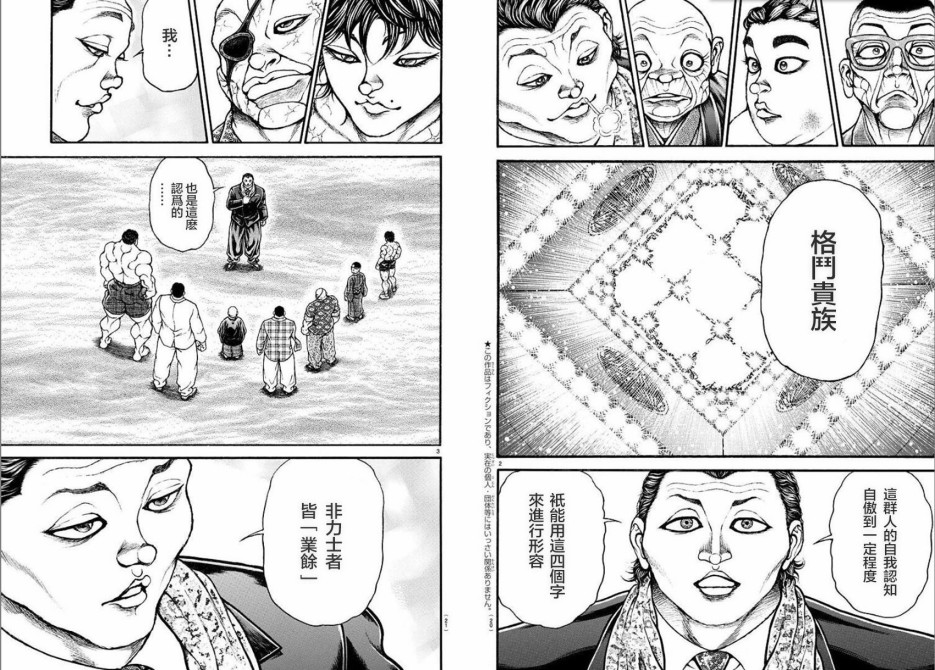 格鬥貴族
這群人的自我認知
自傲到一定程度
衹能用這四個字
來進行形容
2
★この作品はフィクションであり、実在の個人・団体等にはいっさい関係ありません。
我…
也是這麽
認爲的
……
3
非力士者
皆「業餘」